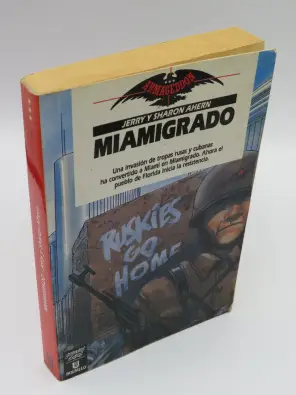 ARMAGEDDON
JERRY Y SHARON AHERN
MIAMIGRADO
Una invasión de tropas rusas y cubanas
ha convertido a Miami en Miamigrado. Ahora el
pueblo de Florida inicia la resistencia.
RUSKIES
GO
HOME